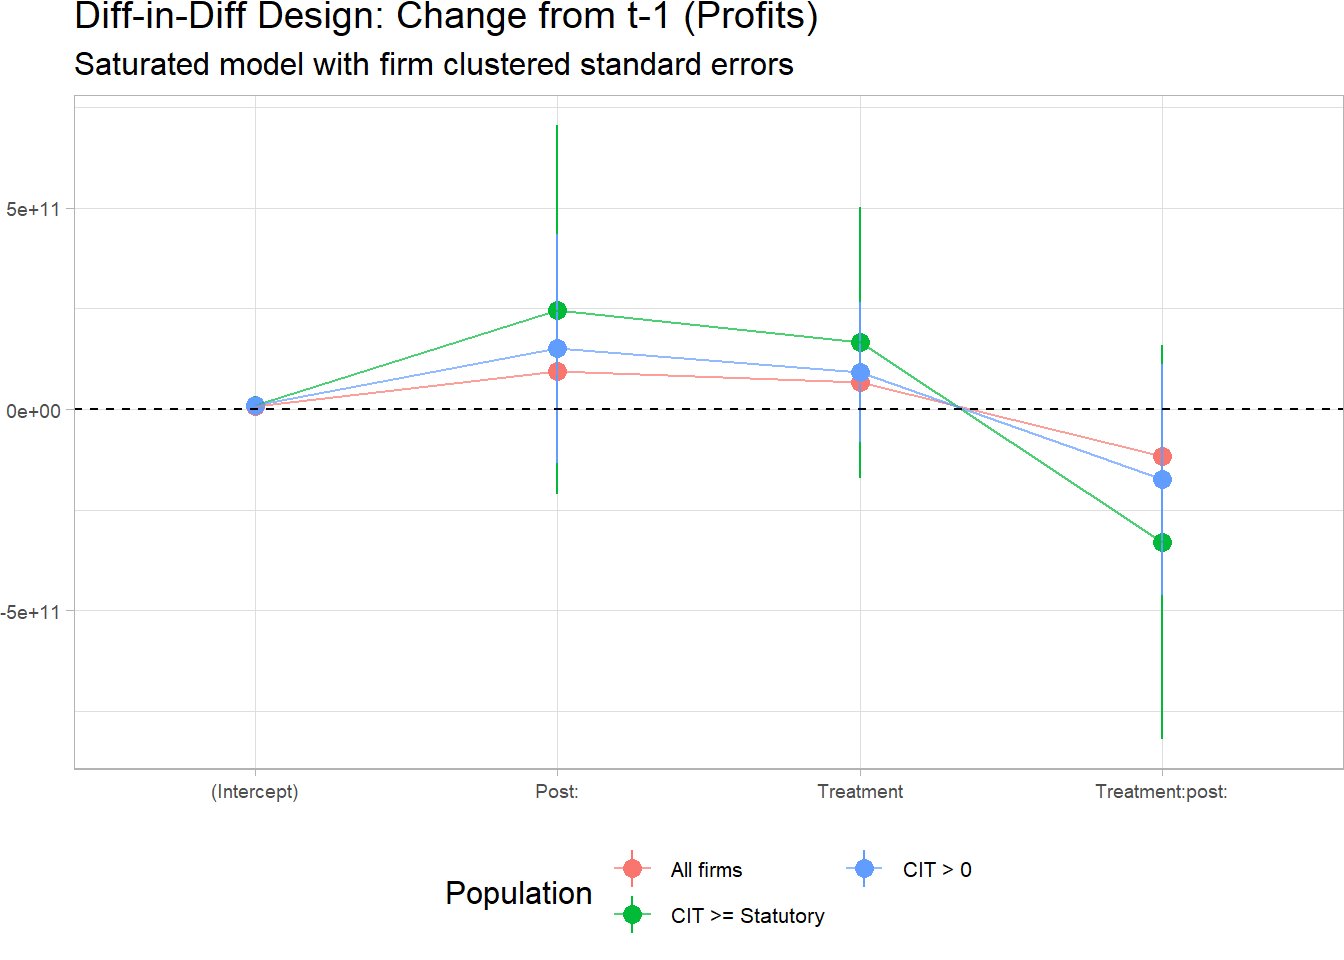 Diff-in-Diff Design: Change from t-1 (Profits)
Saturated model with firm clustered standard errors
5e+11
0e+00
-5e+11
(Intercept)
Post:
Treatment
Treatment:post:
Population
All firms
CIT > 0
CIT >= Statutory